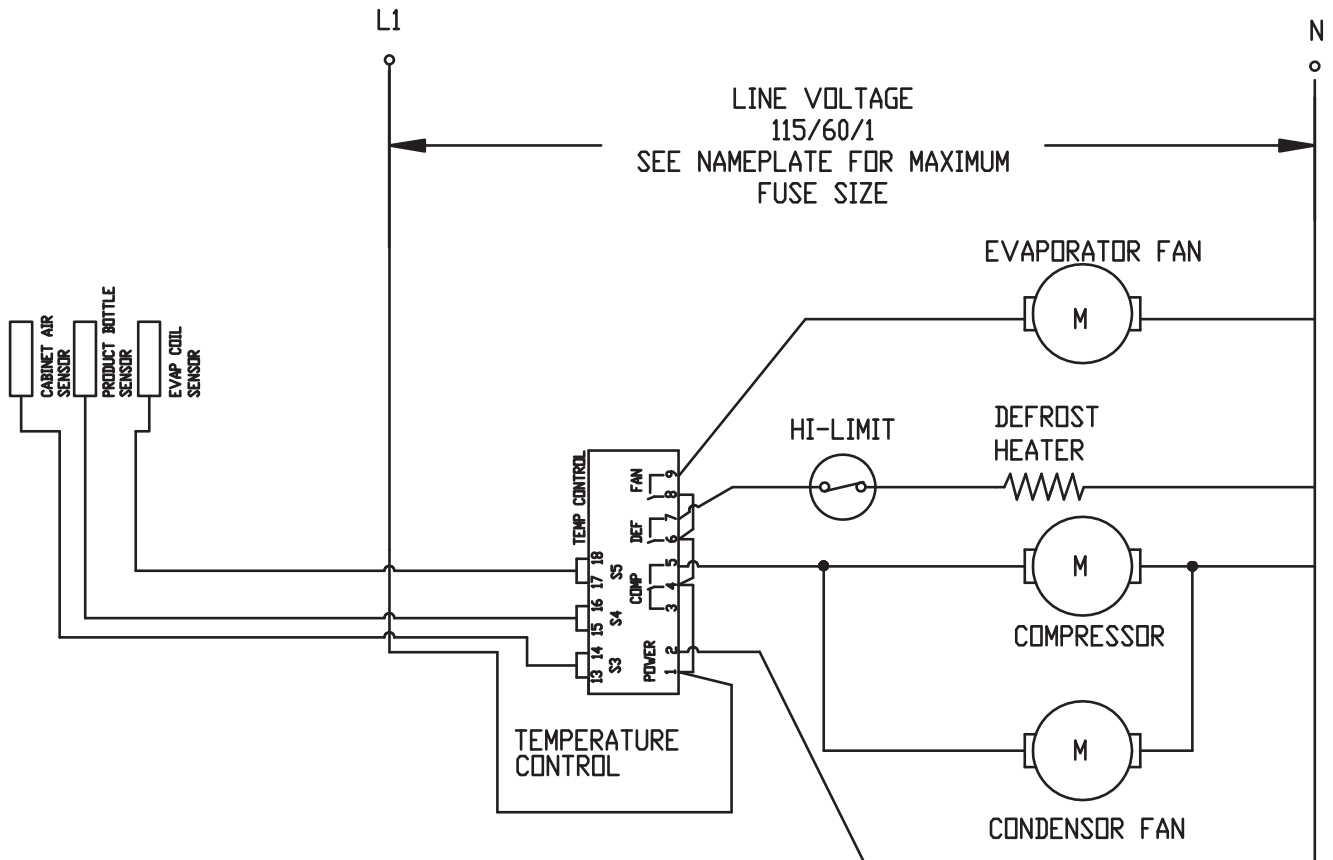 L1
N
LINE VOLTAGE
115/60/1
SEE NAMEPLATE FOR MAXIMUM
FUSE SIZE
EVAPORATOR FAN
M
CABINET AIR
SENSOR
PRODUCT BOTTLE
SENSOR
EVAP COIL
SENSOR
HI-LIMIT
DEFROST
HEATER
TEMP CONTROL
FAN
9
8
DEF
7
6
COMP
5
4
3
POWER
2
1
18
17
S5
16
15
S4
14
13
S3
M
COMPRESSOR
TEMPERATURE
CONTROL
M
CONDENSOR FAN